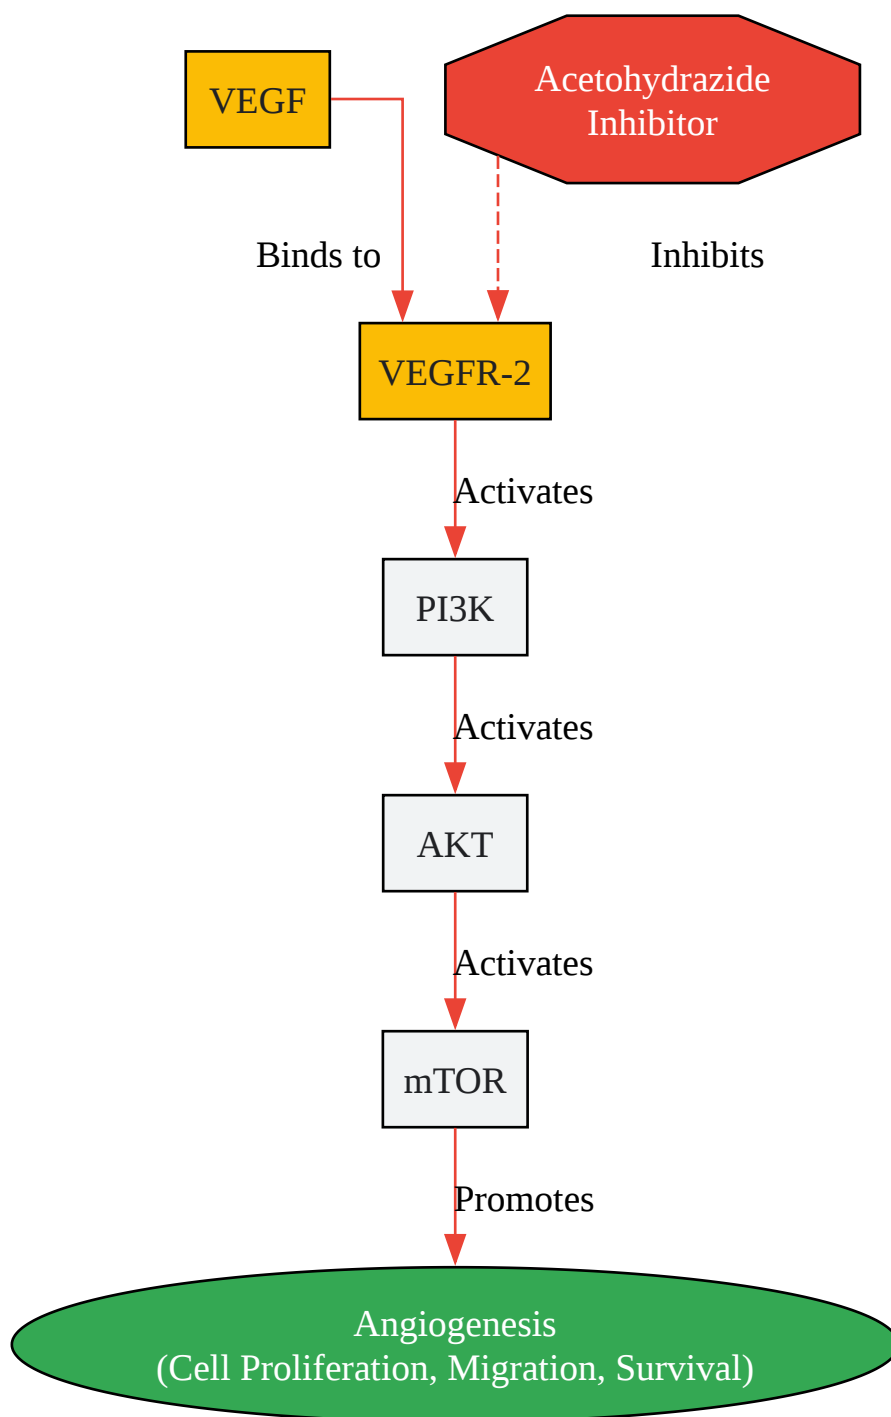 VEGF
Acetohydrazide
Inhibitor
Binds to
Inhibits
VEGFR-2
Activates
PI3K
Activates
AKT
Activates
mTOR
Promotes
Angiogenesis
(Cell Proliferation, Migration, Survival)